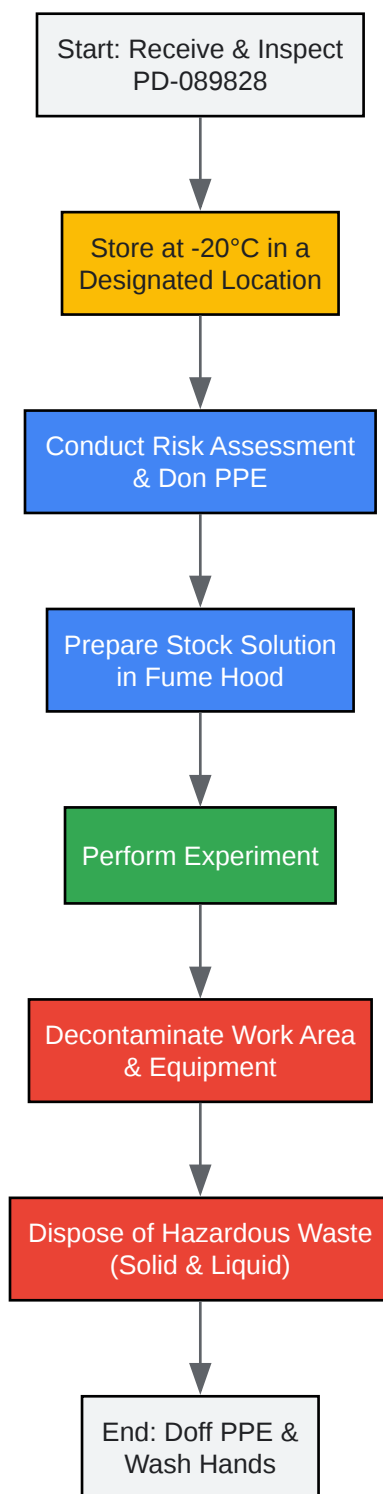 Start: Receive & Inspect
PD-089828
Store at -20°C in a
Designated Location
Conduct Risk Assessment
& Don PPE
Prepare Stock Solution
in Fume Hood
Perform Experiment
Decontaminate Work Area
& Equipment
Dispose of Hazardous Waste
(Solid & Liquid)
End: Doff PPE &
Wash Hands